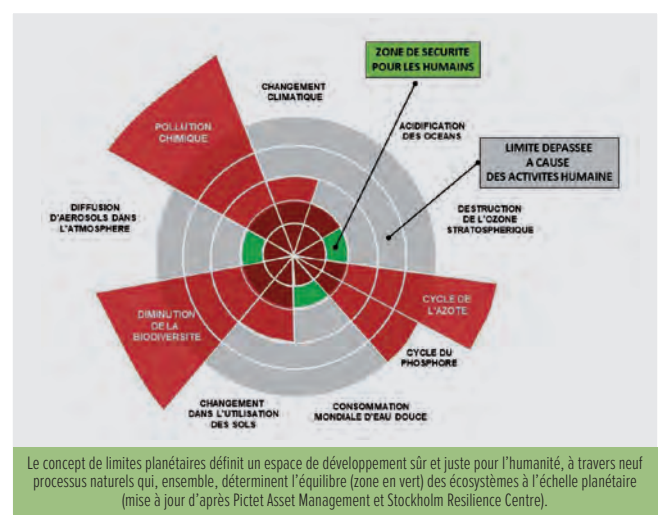 ZONE DE SECURITE
POUR LES HUMAINS
CHANGEMENT
CLIMATIQUE
POLLUTION
CHIMIQUE
ACIDIFICATION
DES OCEANS
LIMITE DEPASSEE
A CAUSE
DES ACTIVITES HUMAINE
DIFFUSION
D'AEROSOLS DANS
L'ATMOSPHERE
DESTRUCTION
DE L'OZONE
STRATOSPHERIQUE
CYCLE DE
L'AZOTE
DIMINUTION
DE LA
BIODIVERSITE
CYCLE DU
PHOSPHORE
CHANGEMENT
DANS L'UTILISATION
DES SOLS
CONSOMMATION
MONDIALE D'EAU DOUCE
Le concept de limites planétaires définit un espace de développement sûr et juste pour l'humanité, à travers neuf
processus naturels qui, ensemble, déterminent l'équilibre (zone en vert) des écosystèmes à l'échelle planétaire
(mise à jour d'après Pictet Asset Management et Stockholm Resilience Centre).